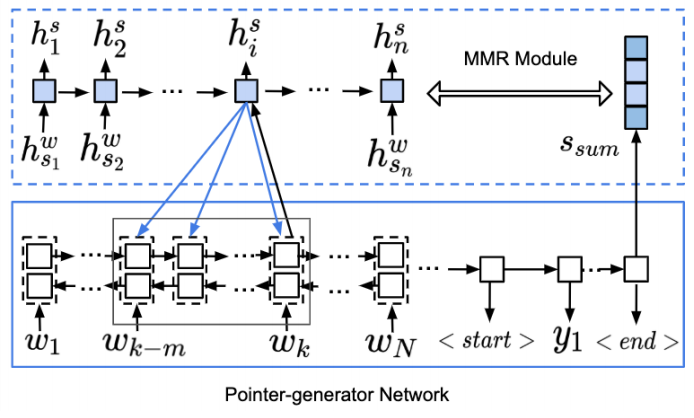 h_1^s h_2^s h_i^s h_n^s
MMR Module
... ...
h_{s_1}^w h_{s_2}^w h_{s_n}^w s_{sum}
... ... ... ...
... ... ...
w_1 w_{k-m} w_k w_N < start > y_1 < end >
Pointer-generator Network